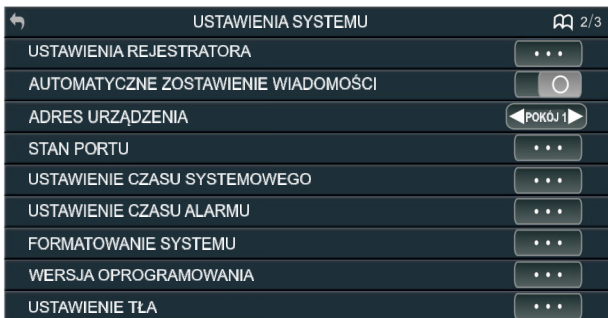 USTAWIENIA SYSTEMU 2/3
USTAWIENIA REJESTRATORA
AUTOMATYCZNE ZOSTAWIENIE WIADOMOŚCI
ADRES URZĄDZENIA POKÓJ 1
STAN PORTU
USTAWIENIE CZASU SYSTEMOWEGO
USTAWIENIE CZASU ALARMU
FORMATOWANIE SYSTEMU
WERSJA OPROGRAMOWANIA
USTAWIENIE TŁA